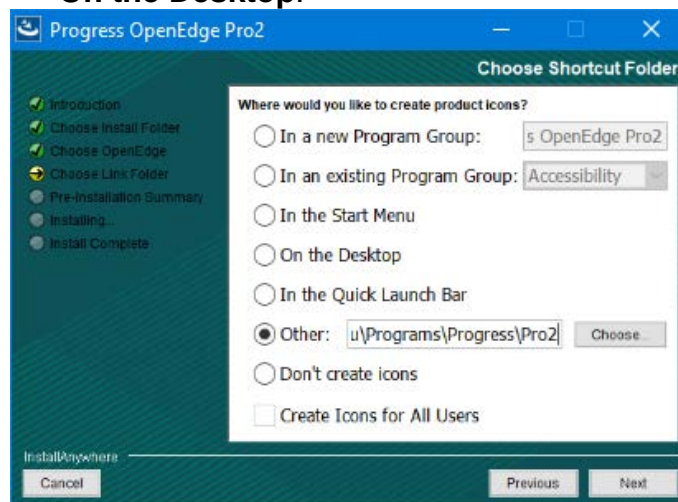 On the Desktop.
Progress OpenEdge Pro2
Choose Shortcut Folder
Introduction
Choose Install Folder
Choose OpenEdge
Choose Link Folder
Pre-Installation Summary
Installing...
Install Complete
Where would you like to create product icons?
In a new Program Group: s OpenEdge Pro2
In an existing Program Group: Accessibility
In the Start Menu
On the Desktop
In the Quick Launch Bar
Other: u\Programs\Progress\Pro2 Choose...
Don't create icons
Create Icons for All Users
InstallAnywhere
Cancel Previous Next